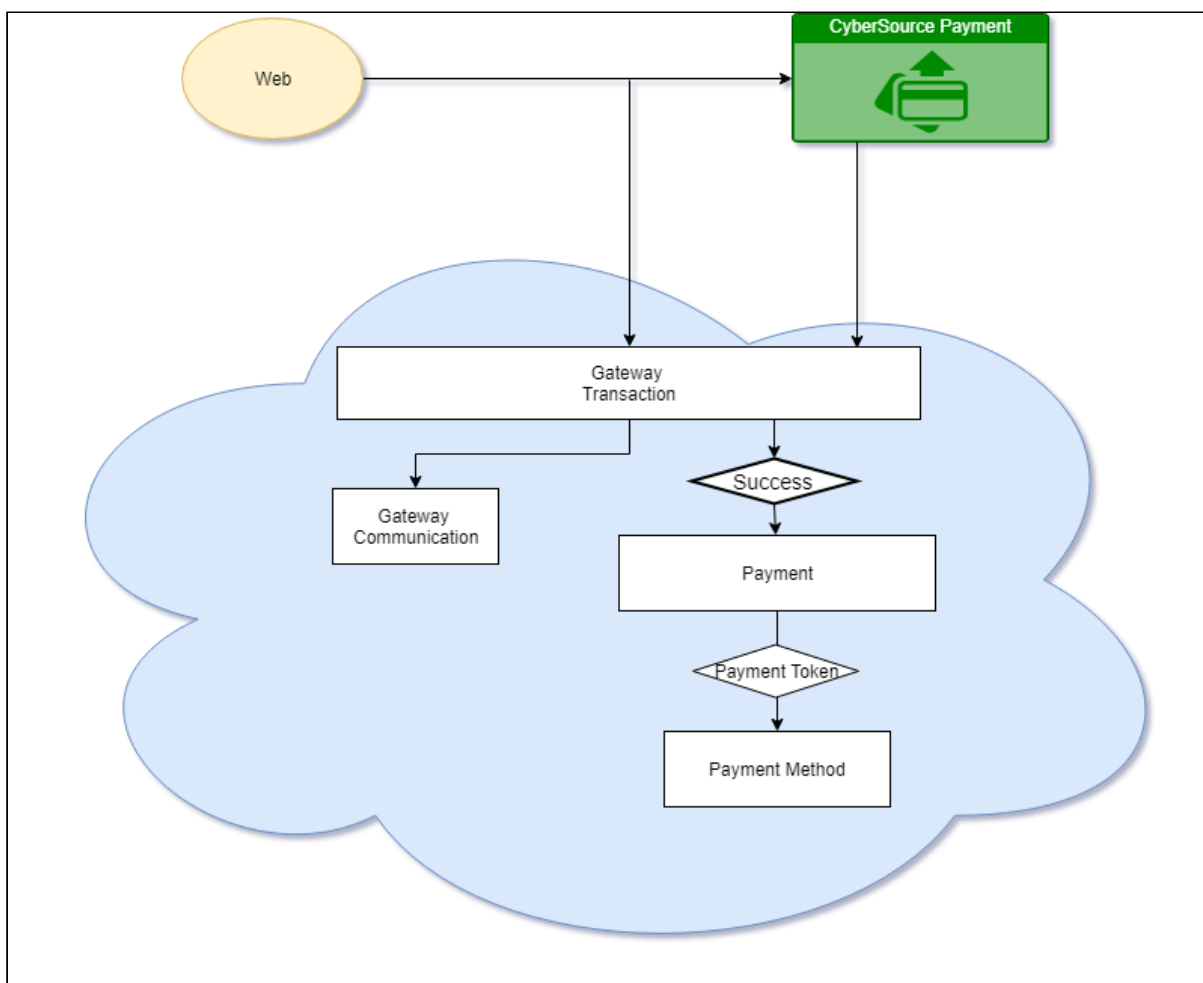 CyberSource Payment
Web
Gateway
Transaction
Success
Gateway
Communication
Payment
Payment Token
Payment Method